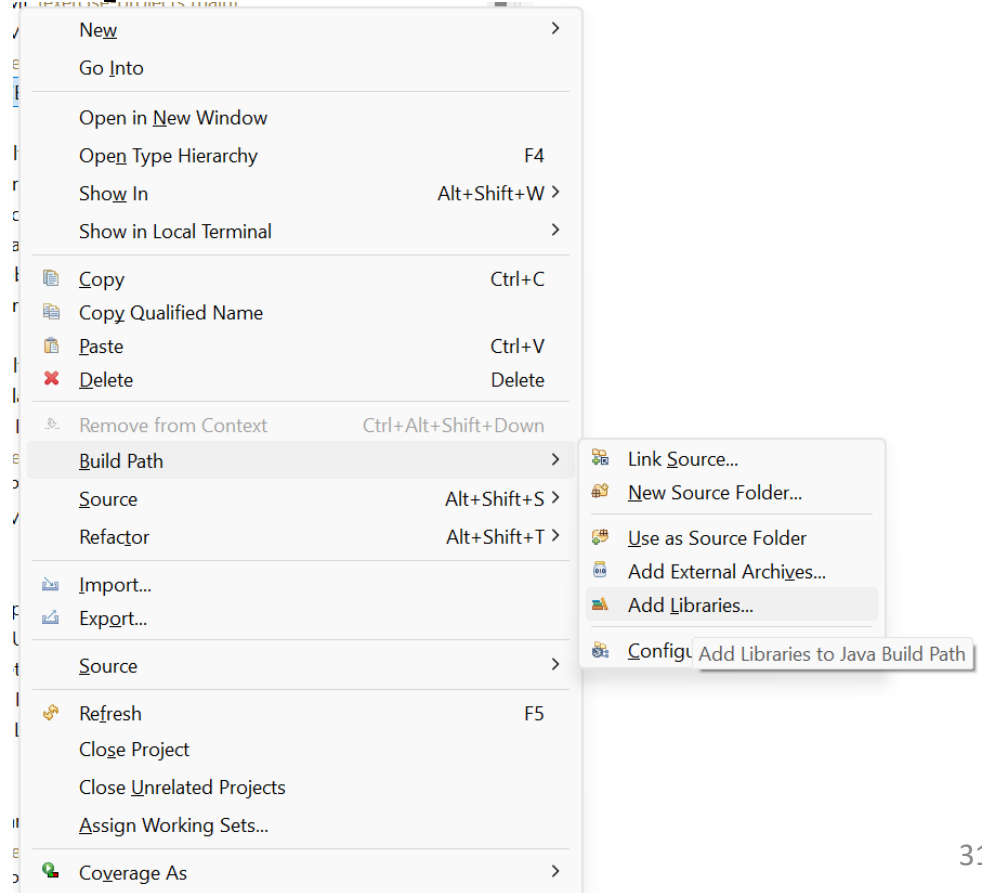 [exercise-projects main]
New
Go Into
Open in New Window
Open Type Hierarchy F4
Show In Alt+Shift+W
Show in Local Terminal
Copy Ctrl+C
Copy Qualified Name
Paste Ctrl+V
Delete Delete
Remove from Context Ctrl+Alt+Shift+Down
Build Path
Source Alt+Shift+S
Refactor Alt+Shift+T
Import...
Export...
Source
Refresh F5
Close Project
Close Unrelated Projects
Assign Working Sets...
Coverage As
Link Source...
New Source Folder...
Use as Source Folder
Add External Archives...
Add Libraries...
Configu
Add Libraries to Java Build Path
31